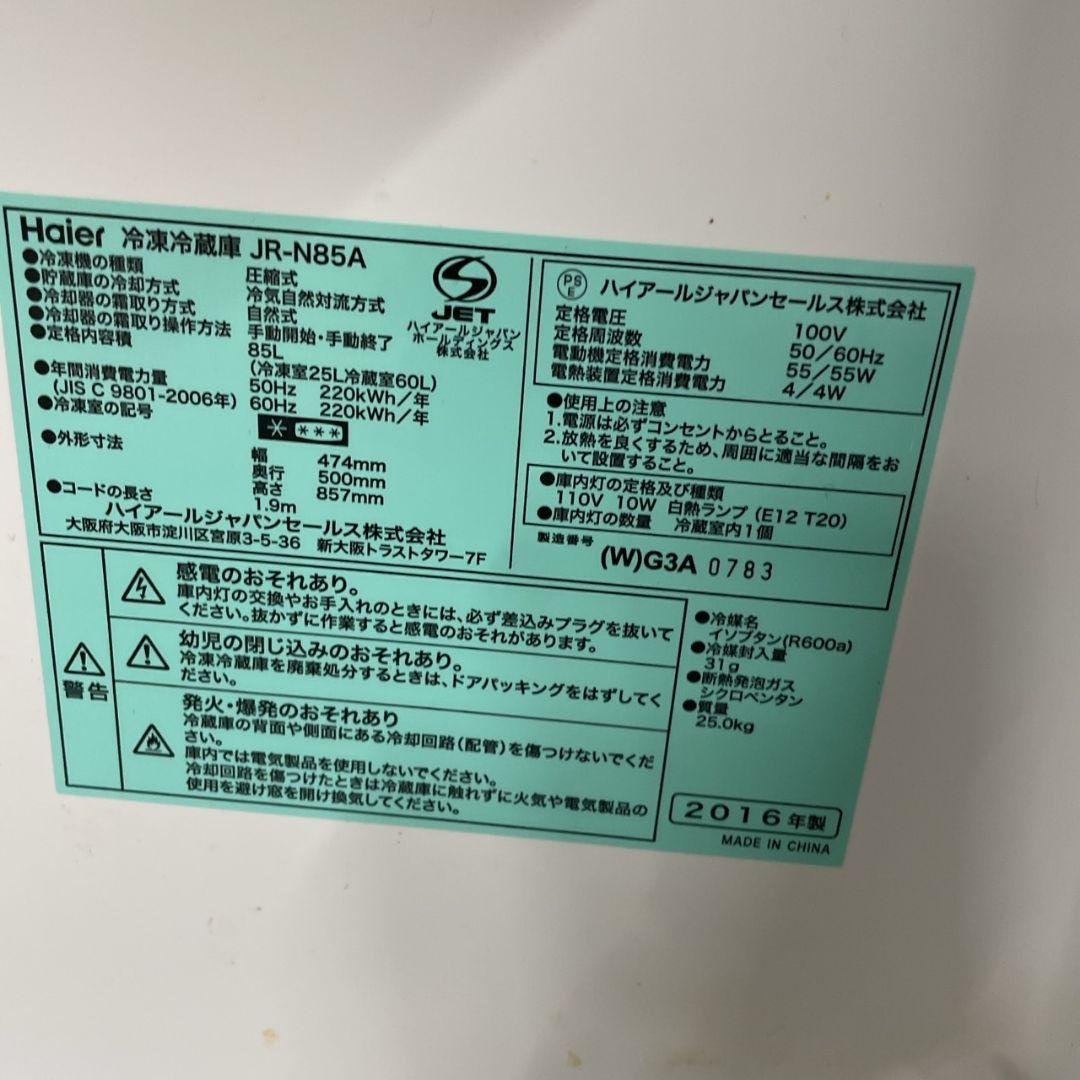 Haier 冷凍冷蔵庫 JR-N85A
●冷凍機の種類 圧縮式
●貯蔵庫の冷却方式 冷気自然対流方式
●冷却器の霜取り方式 自然式
●冷却器の霜取り操作方法 手動開始・手動終了
●定格内容積 85L
(冷凍室25L冷蔵室60L)
●年間消費電力量 50Hz 220kWh/年
(JIS C 9801-2006年) 60Hz 220kWh/年
●冷凍室の記号 * ***
●外形寸法 幅 474mm
奥行 500mm
高さ 857mm
●コードの長さ 1.9m
ハイアールジャパンセールス株式会社
大阪府大阪市淀川区宮原3-5-36 新大阪トラストタワー7F
JET
ハイアールジャパン
ホールディングス
株式会社
PS
E
ハイアールジャパンセールス株式会社
定格電圧 100V
定格周波数 50/60Hz
電動機定格消費電力 55/55W
電熱装置定格消費電力 4/4W
●使用上の注意
1.電源は必ずコンセントからとること。
2.放熱を良くするため、周囲に適当な間隔をお
いて設置すること。
●庫内灯の定格及び種類
110V 10W 白熱ランプ (E12 T20)
●庫内灯の数量 冷蔵室内1個
製造番号 (W)G3A 0783
警告
感電のおそれあり。
庫内灯の交換やお手入れのときには、必ず差込みプラグを抜いて
ください。抜かずに作業すると感電のおそれがあります。
幼児の閉じ込みのおそれあり。
冷凍冷蔵庫を廃棄処分するときは、ドアパッキングをはずしてく
ださい。
発火・爆発のおそれあり
冷蔵庫の背面や側面にある冷却回路(配管)を傷つけないでくだ
さい。
庫内では電気製品を使用しないでください。
冷却回路を傷つけたときは冷蔵庫に触れずに火気や電気製品の
使用を避け窓を開け換気してください。
●冷媒名
イソブタン(R600a)
●冷媒封入量
31g
●断熱発泡ガス
シクロペンタン
●質量
25.0kg
2016年製
MADE IN CHINA